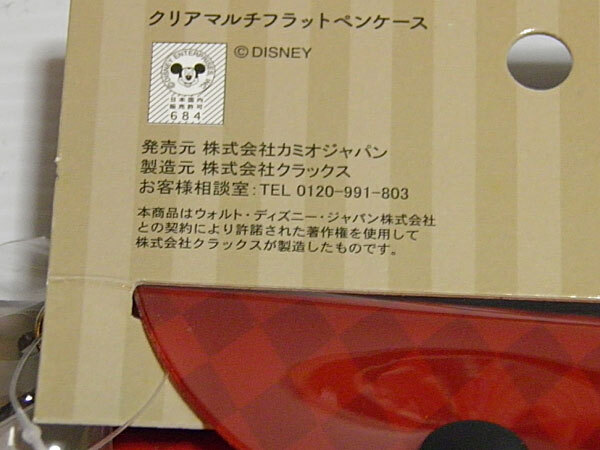 クリアマルチフラットペンケース
©DISNEY
©DISNEY ENTERPRISES, INC.
日本国内
販売許可
684
発売元 株式会社カミオジャパン
製造元 株式会社クラックス
お客様相談室:TEL 0120-991-803
本商品はウォルト・ディズニー・ジャパン株式会社
との契約により許諾された著作権を使用して
株式会社クラックスが製造したものです。